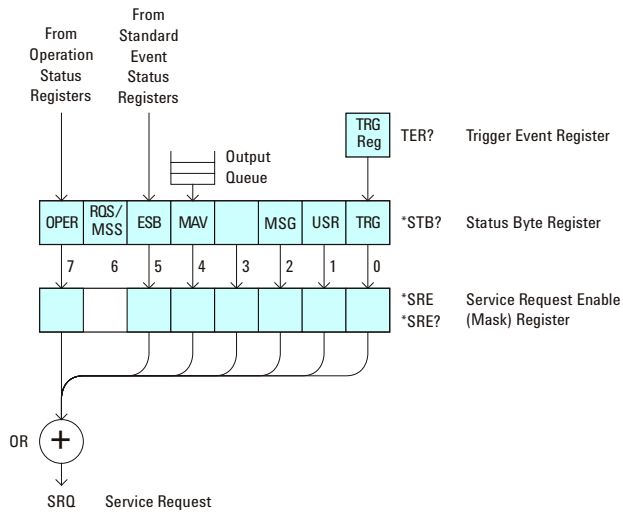 From
Operation
Status
Registers
From
Standard
Event
Status
Registers
TRG
Reg
TER?
Trigger Event Register
Output
Queue
OPER
RQS/
MSS
ESB
MAV
MSG
USR
TRG
*STB?
Status Byte Register
7
6
5
4
3
2
1
0
*SRE
*SRE?
Service Request Enable
(Mask) Register
OR
+
SRQ
Service Request